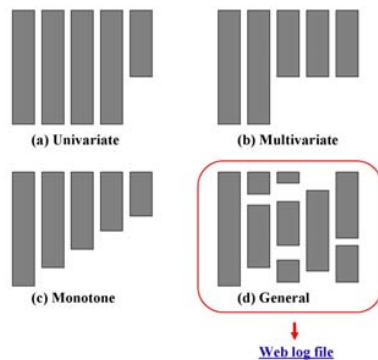 (a) Univariate
(b) Multivariate
(c) Monotone
(d) General
Web log file